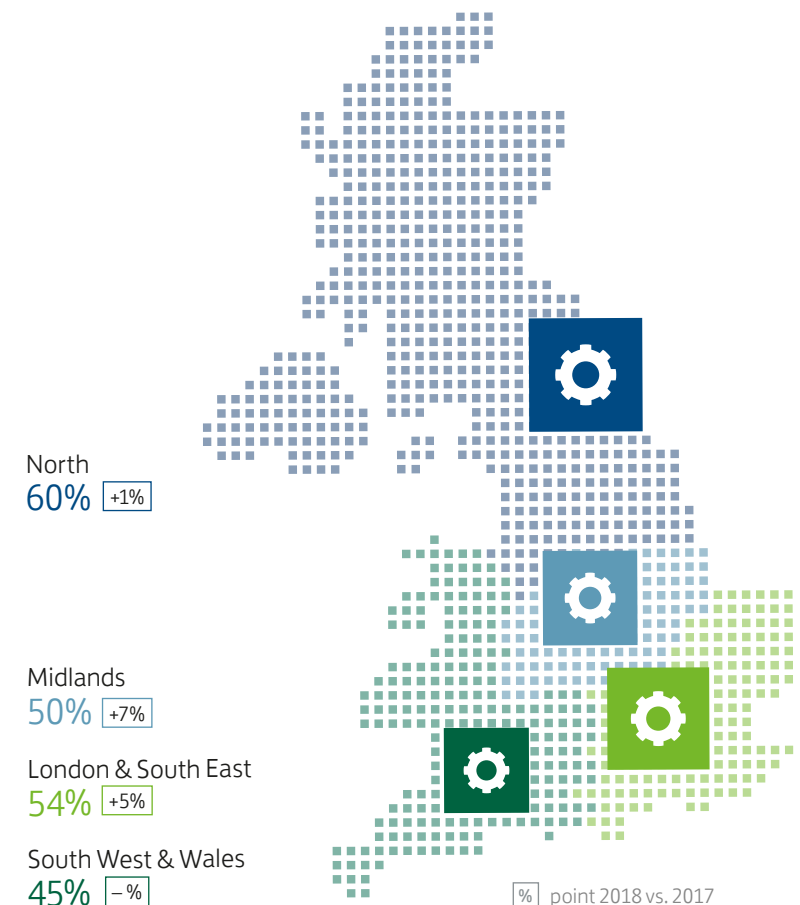 North
60% +1%
Midlands
50% +7%
London & South East
54% +5%
South West & Wales
45% – %
% point 2018 vs. 2017